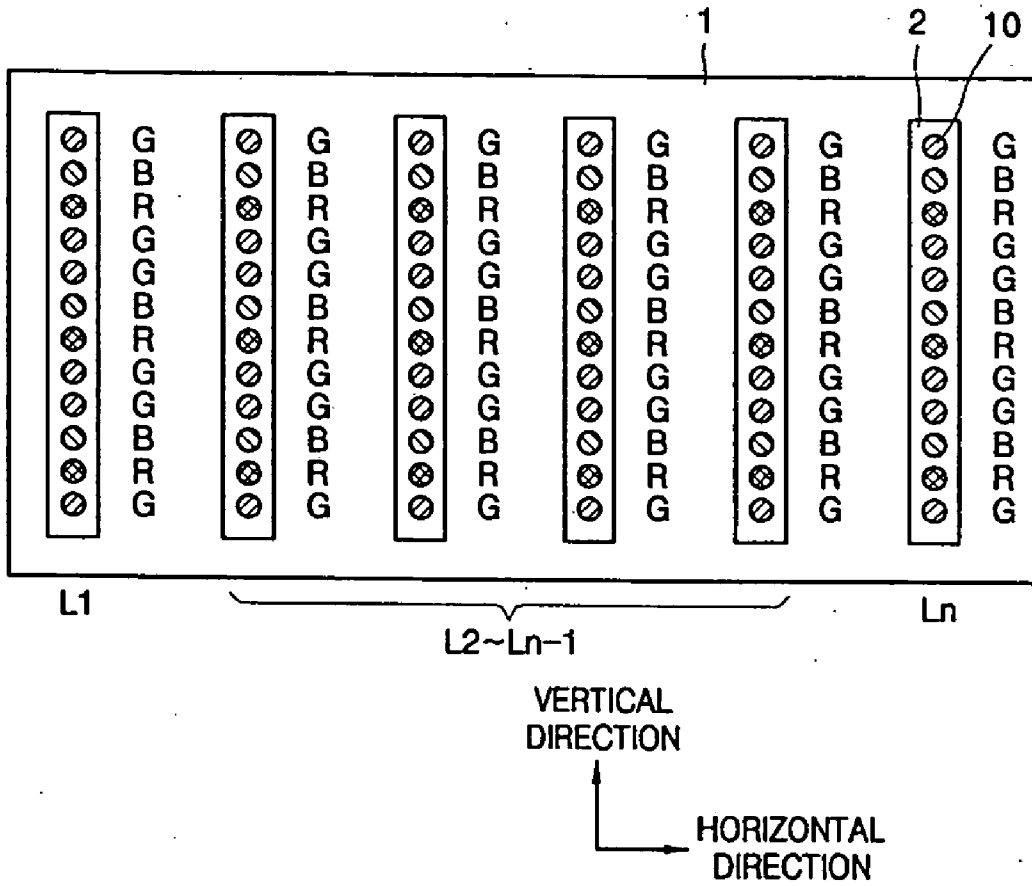 1 2 10
G G G G G G
B B B B B B
R R R R R R
G G G G G G
G G G G G G
B B B B B B
R R R R R R
G G G G G G
G G G G G G
B B B B B B
R R R R R R
G G G G G G
L1 Ln
L2~Ln-1
VERTICAL
DIRECTION
HORIZONTAL
DIRECTION